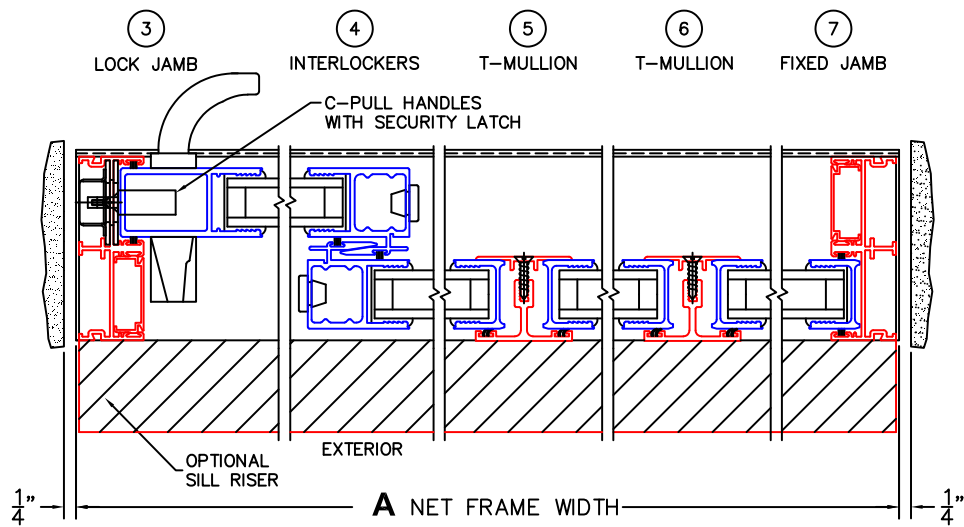 3 4 5 6 7
LOCK JAMB INTERLOCKERS T-MULLION T-MULLION FIXED JAMB
C-PULL HANDLES
WITH SECURITY LATCH
EXTERIOR
OPTIONAL
SILL RISER
1/4" A NET FRAME WIDTH 1/4"